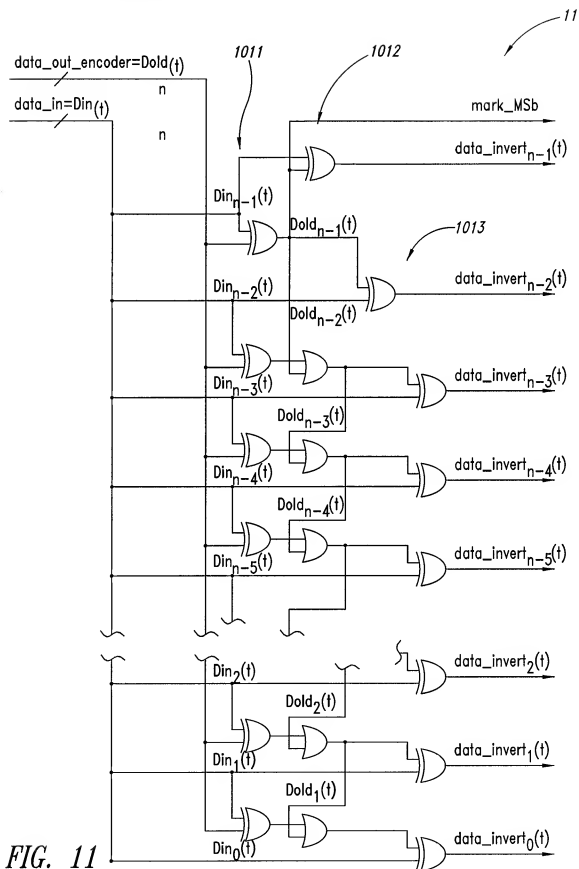 11
data_out_encoder=Dold(t)
n
1011
1012
data_in=Din(t)
n
mark_MSb
data_invertn-1(t)
Dinn-1(t)
Doldn-1(t)
1013
Dinn-2(t)
data_invertn-2(t)
Doldn-2(t)
Dinn-3(t)
data_invertn-3(t)
Doldn-3(t)
Dinn-4(t)
data_invertn-4(t)
Doldn-4(t)
Dinn-5(t)
data_invertn-5(t)
Din2(t)
data_invert2(t)
Dold2(t)
Din1(t)
data_invert1(t)
Dold1(t)
Din0(t)
data_invert0(t)
FIG. 11